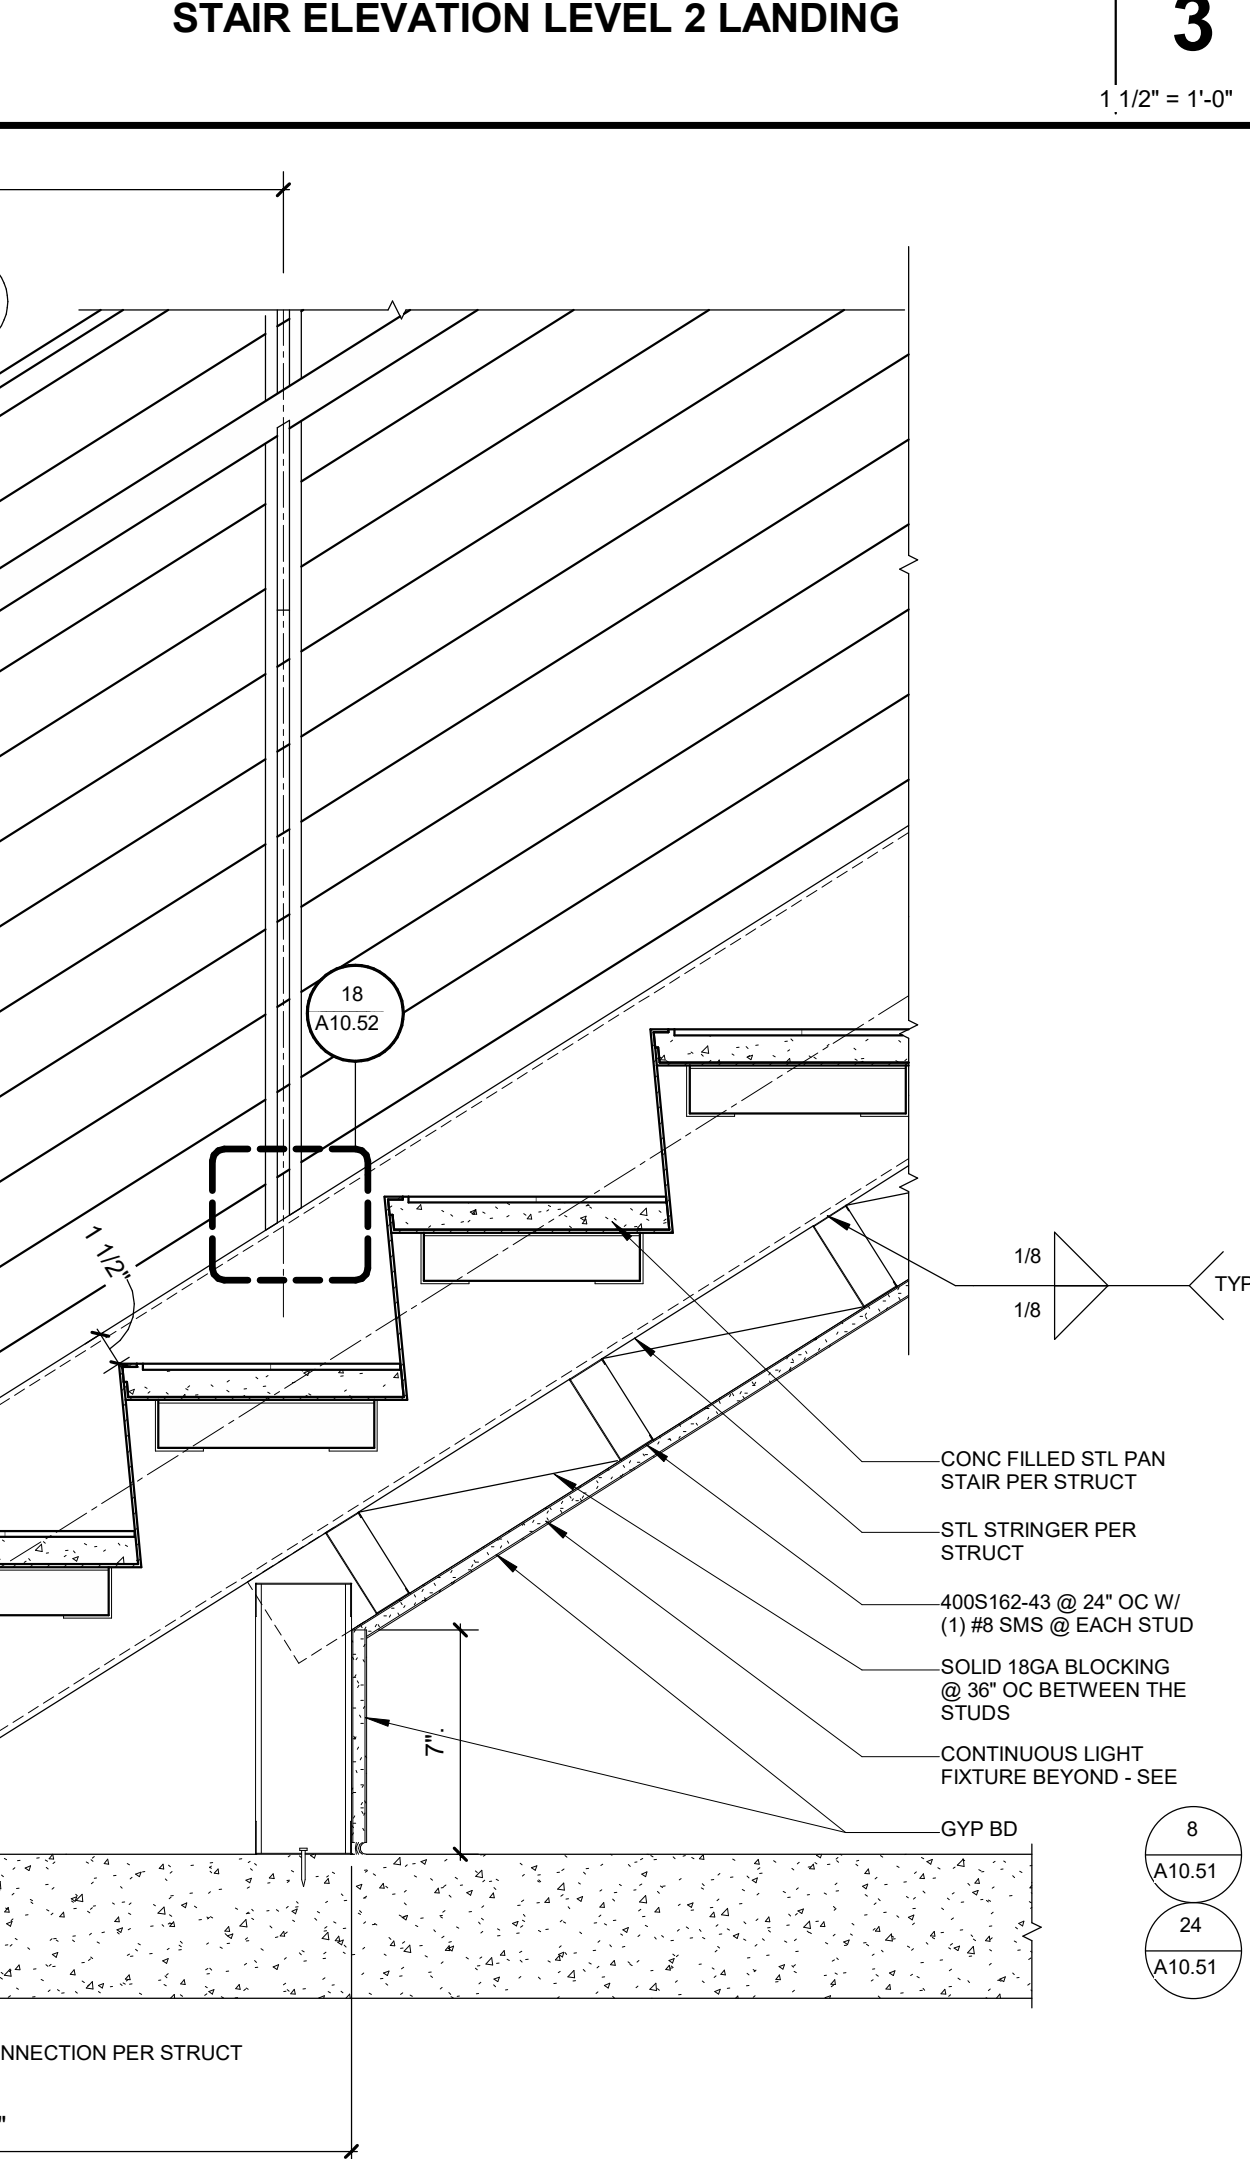 STAIR ELEVATION LEVEL 2 LANDING
3
1 1/2" = 1'-0"
18
A10.52
1 1/2"
1/8
1/8
TYP
CONC FILLED STL PAN
STAIR PER STRUCT
STL STRINGER PER
STRUCT
400S162-43 @ 24" OC W/
(1) #8 SMS @ EACH STUD
SOLID 18GA BLOCKING
@ 36" OC BETWEEN THE
STUDS
7"
CONTINUOUS LIGHT
FIXTURE BEYOND - SEE
GYP BD
8
A10.51
24
A10.51
NNECTION PER STRUCT
"